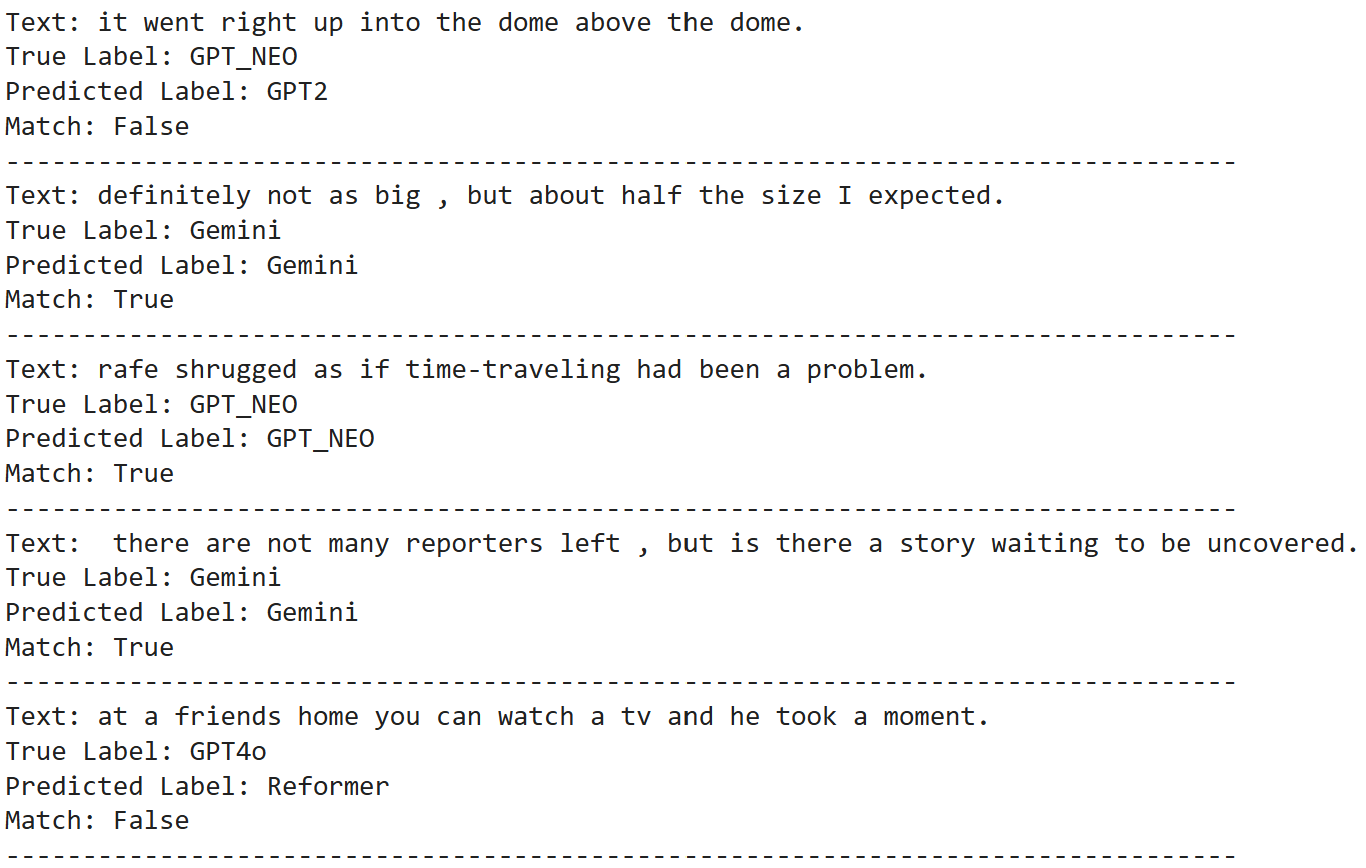 Text: it went right up into the dome above the dome.
True Label: GPT_NEO
Predicted Label: GPT2
Match: False
--------------------------------------------------------------------------------
Text: definitely not as big , but about half the size I expected.
True Label: Gemini
Predicted Label: Gemini
Match: True
--------------------------------------------------------------------------------
Text: rafe shrugged as if time-traveling had been a problem.
True Label: GPT_NEO
Predicted Label: GPT_NEO
Match: True
--------------------------------------------------------------------------------
Text:  there are not many reporters left , but is there a story waiting to be uncovered.
True Label: Gemini
Predicted Label: Gemini
Match: True
--------------------------------------------------------------------------------
Text: at a friends home you can watch a tv and he took a moment.
True Label: GPT4o
Predicted Label: Reformer
Match: False
--------------------------------------------------------------------------------